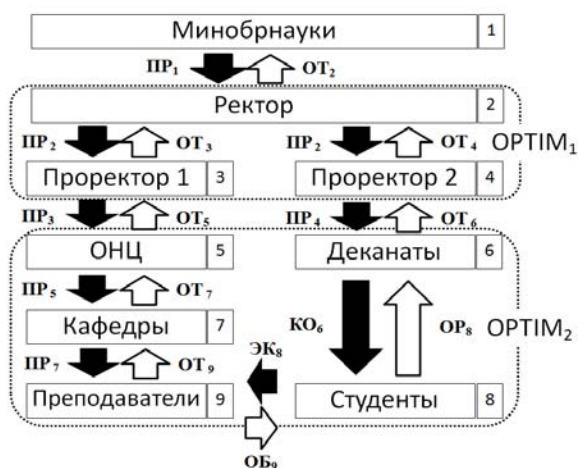 Минобрнауки 1
ПР₁ ОТ₂
Ректор 2
ПР₂ ОТ₃ ПР₂ ОТ₄ OPTIM₁
Проректор 1 3 Проректор 2 4
ПР₃ ОТ₅ ПР₄ ОТ₆
ОНЦ 5 Деканаты 6
ПР₅ ОТ₇
КО₆ ОР₈ OPTIM₂
Кафедры 7
ПР₇ ОТ₉ ЭК₈
Преподаватели 9 Студенты 8
ОБ₉